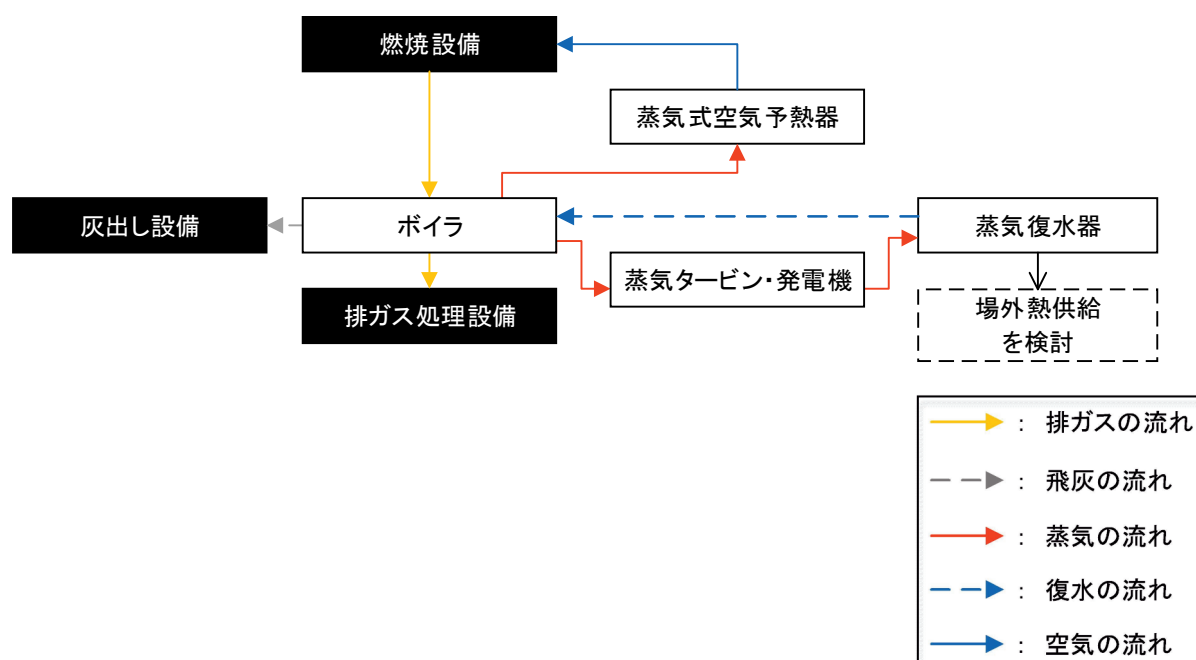 燃焼設備
蒸気式空気予熱器
灰出し設備
ボイラ
蒸気復水器
蒸気タービン・発電機
排ガス処理設備
場外熱供給
を検討
： 排ガスの流れ
： 飛灰の流れ
： 蒸気の流れ
： 復水の流れ
： 空気の流れ